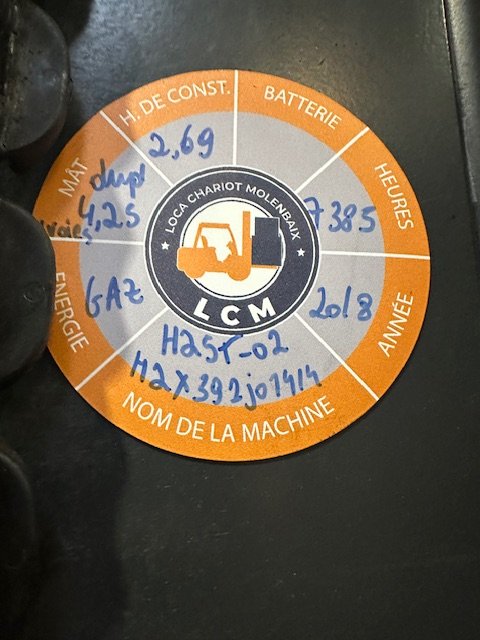 H. DE CONST.
2,69
BATTERIE
HEURES
7385
ANNÉE
2018
NOM DE LA MACHINE
H25T-02
H2X392J01414
ENERGIE
GAZ
MÂT
dupl
4,25
LOCA CHARIOT MOLENBAIX
LCM